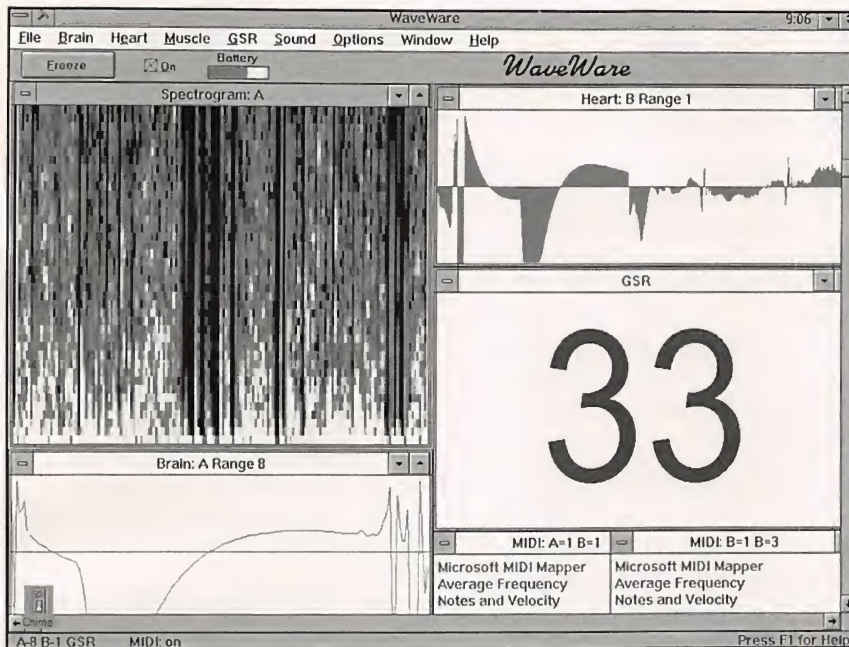 WaveWare
9:06
File Brain Heart Muscle GSR Sound Options Window Help
Freeze
On
Battery
WaveWare
Spectrogram: A
Heart: B Range 1
GSR
33
Brain: A Range 8
MIDI: A=1 B=1
Microsoft MIDI Mapper
Average Frequency
Notes and Velocity
MIDI: B=1 B=3
Microsoft MIDI Mapper
Average Frequency
Notes and Velocity
Chimo
A-8 B-1 GSR MIDI: on
Press F1 for Help